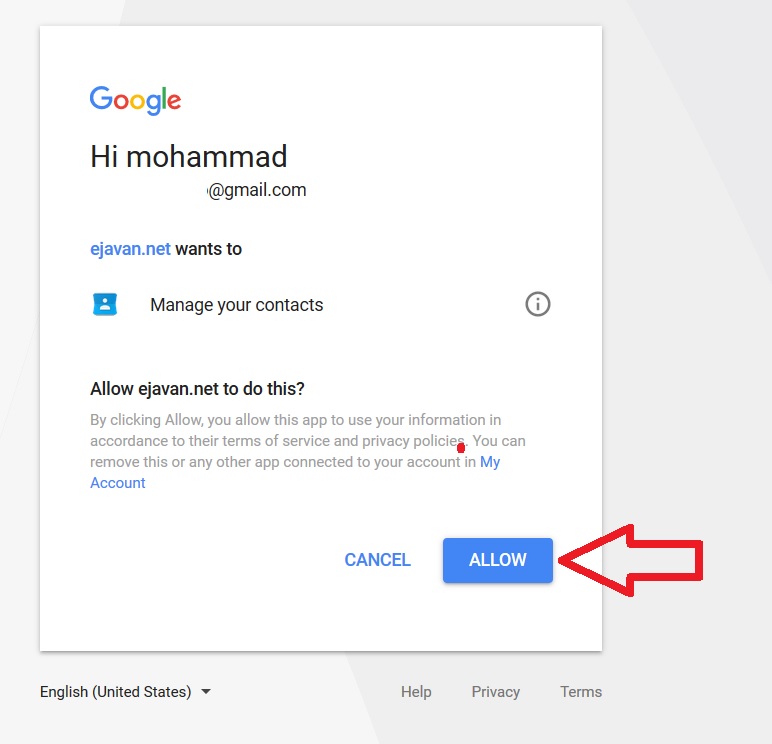 Google
Hi mohammad
@gmail.com
ejavan.net wants to
Manage your contacts
Allow ejavan.net to do this?
By clicking Allow, you allow this app to use your information in
accordance to their terms of service and privacy policies. You can
remove this or any other app connected to your account in My
Account
CANCEL ALLOW
English (United States) Help Privacy Terms